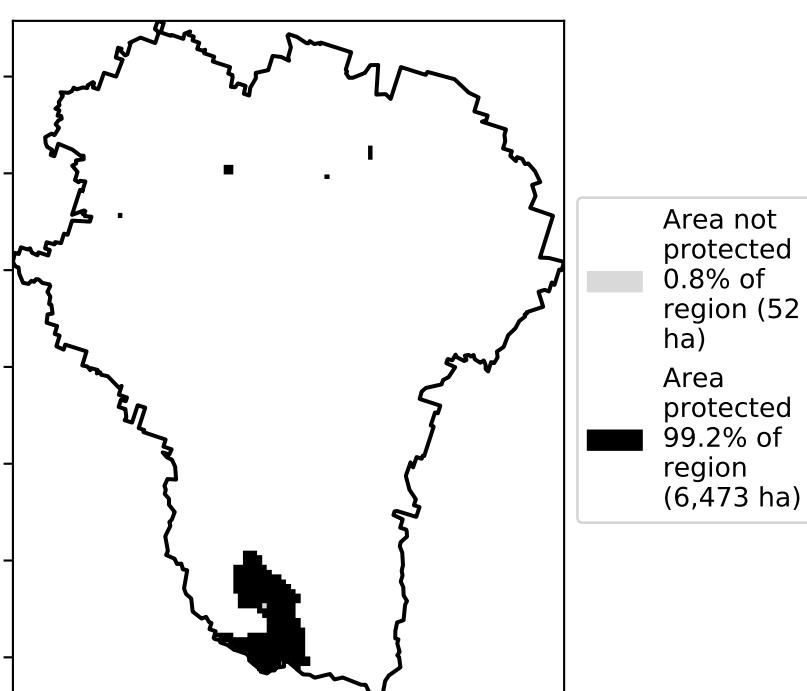 Area not
protected
0.8% of
region (52
ha)
Area
protected
99.2% of
region
(6,473 ha)